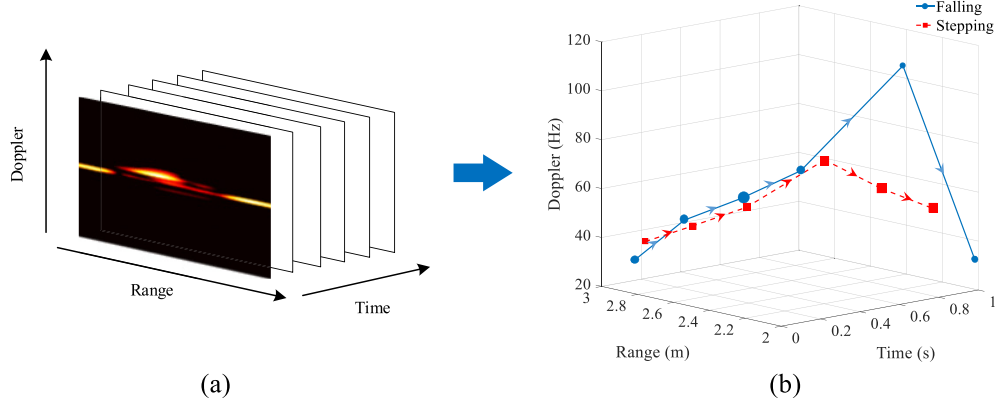 Doppler
Range
Time
(a)
Falling
Stepping
Doppler (Hz)
120
100
80
60
40
20
3
2.8
2.6
2.4
2.2
2
Range (m)
0
0.2
0.4
0.6
0.8
1
Time (s)
(b)